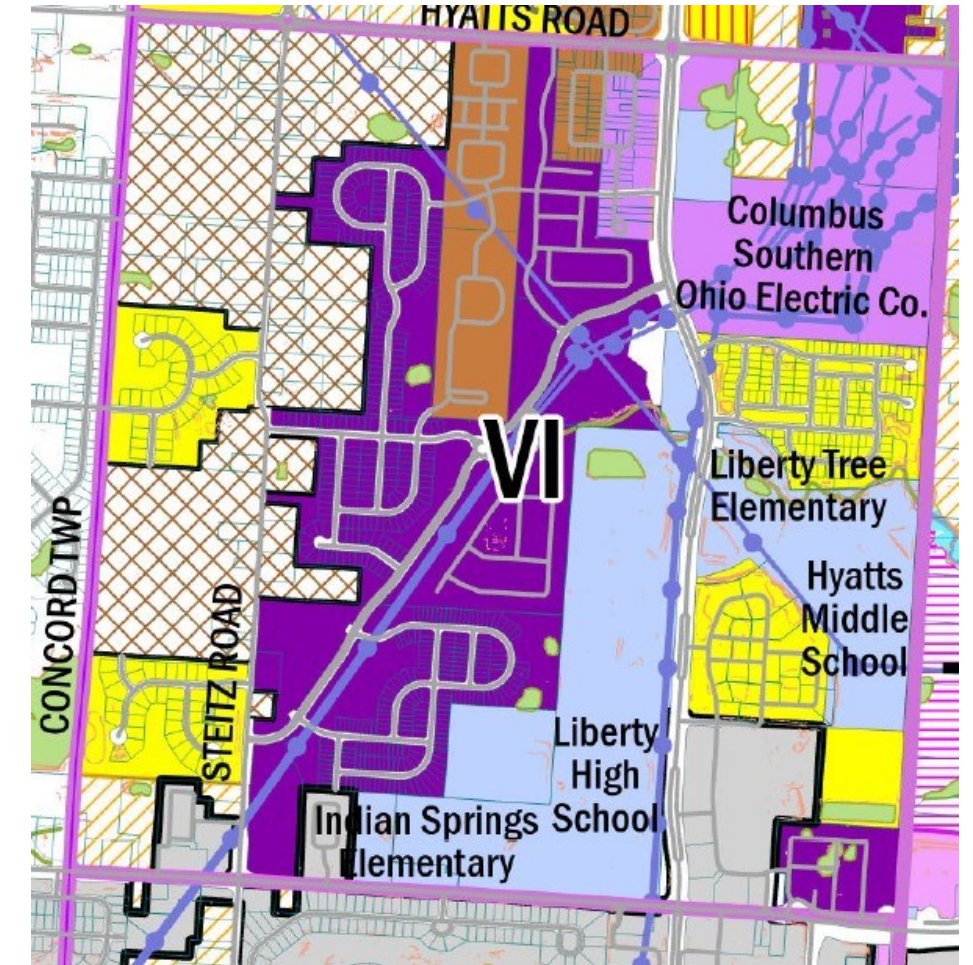 HYATTS ROAD
Columbus
Southern
Ohio Electric Co.
VI
Liberty Tree
Elementary
Hyatts
Middle
School
CONCORD TWP
STEITZ ROAD
Liberty
High
School
Indian Springs
Elementary